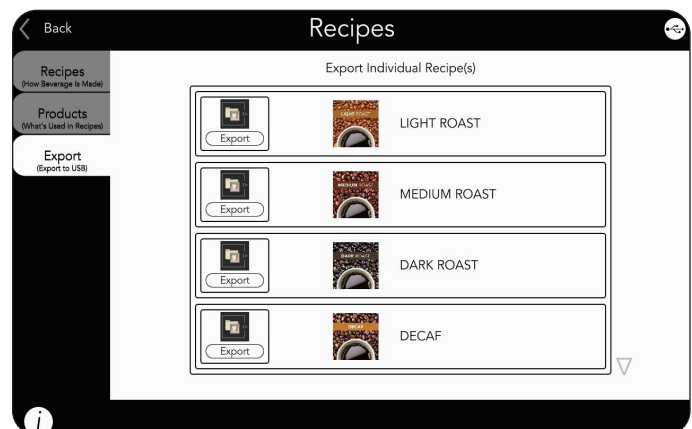 Back
Recipes
Recipes
(How Beverage Is Made)
Products
(What's Used in Recipes)
Export
(Export to USB)
Export Individual Recipe(s)
Export
LIGHT ROAST
LIGHT ROAST
Export
MEDIUM ROAST
MEDIUM ROAST
Export
DARK ROAST
DARK ROAST
Export
DECAF
DECAF
i